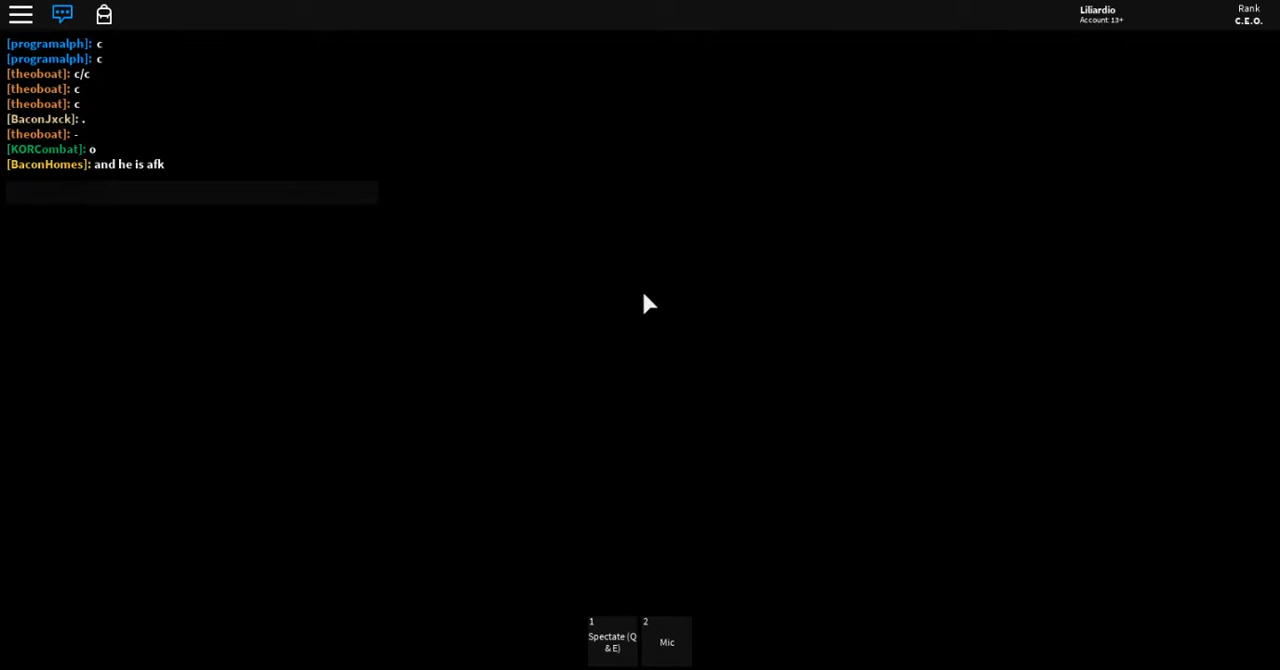 Liliardio
Account: 13+
Rank
C.E.O.
[programalph]: c
[programalph]: c
[theoboat]: c/c
[theoboat]: c
[theoboat]: c
[BaconJxck]: .
[theoboat]: -
[KORCombat]: o
[BaconHomes]: and he is afk
1
Spectate (Q
& E)
2
Mic